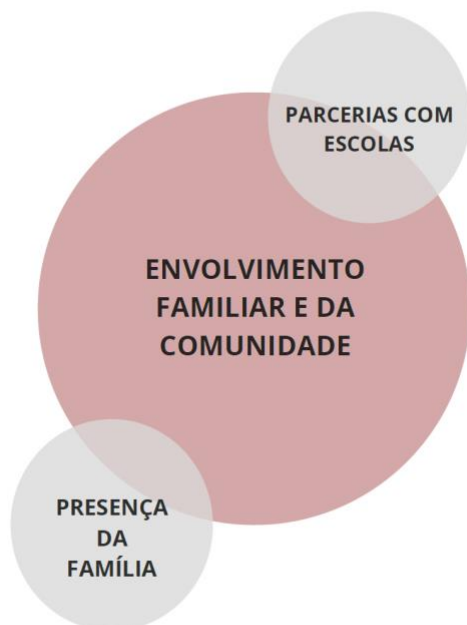 PARCERIAS COM
ESCOLAS
ENVOLVIMENTO
FAMILIAR E DA
COMUNIDADE
PRESENÇA
DA
FAMÍLIA